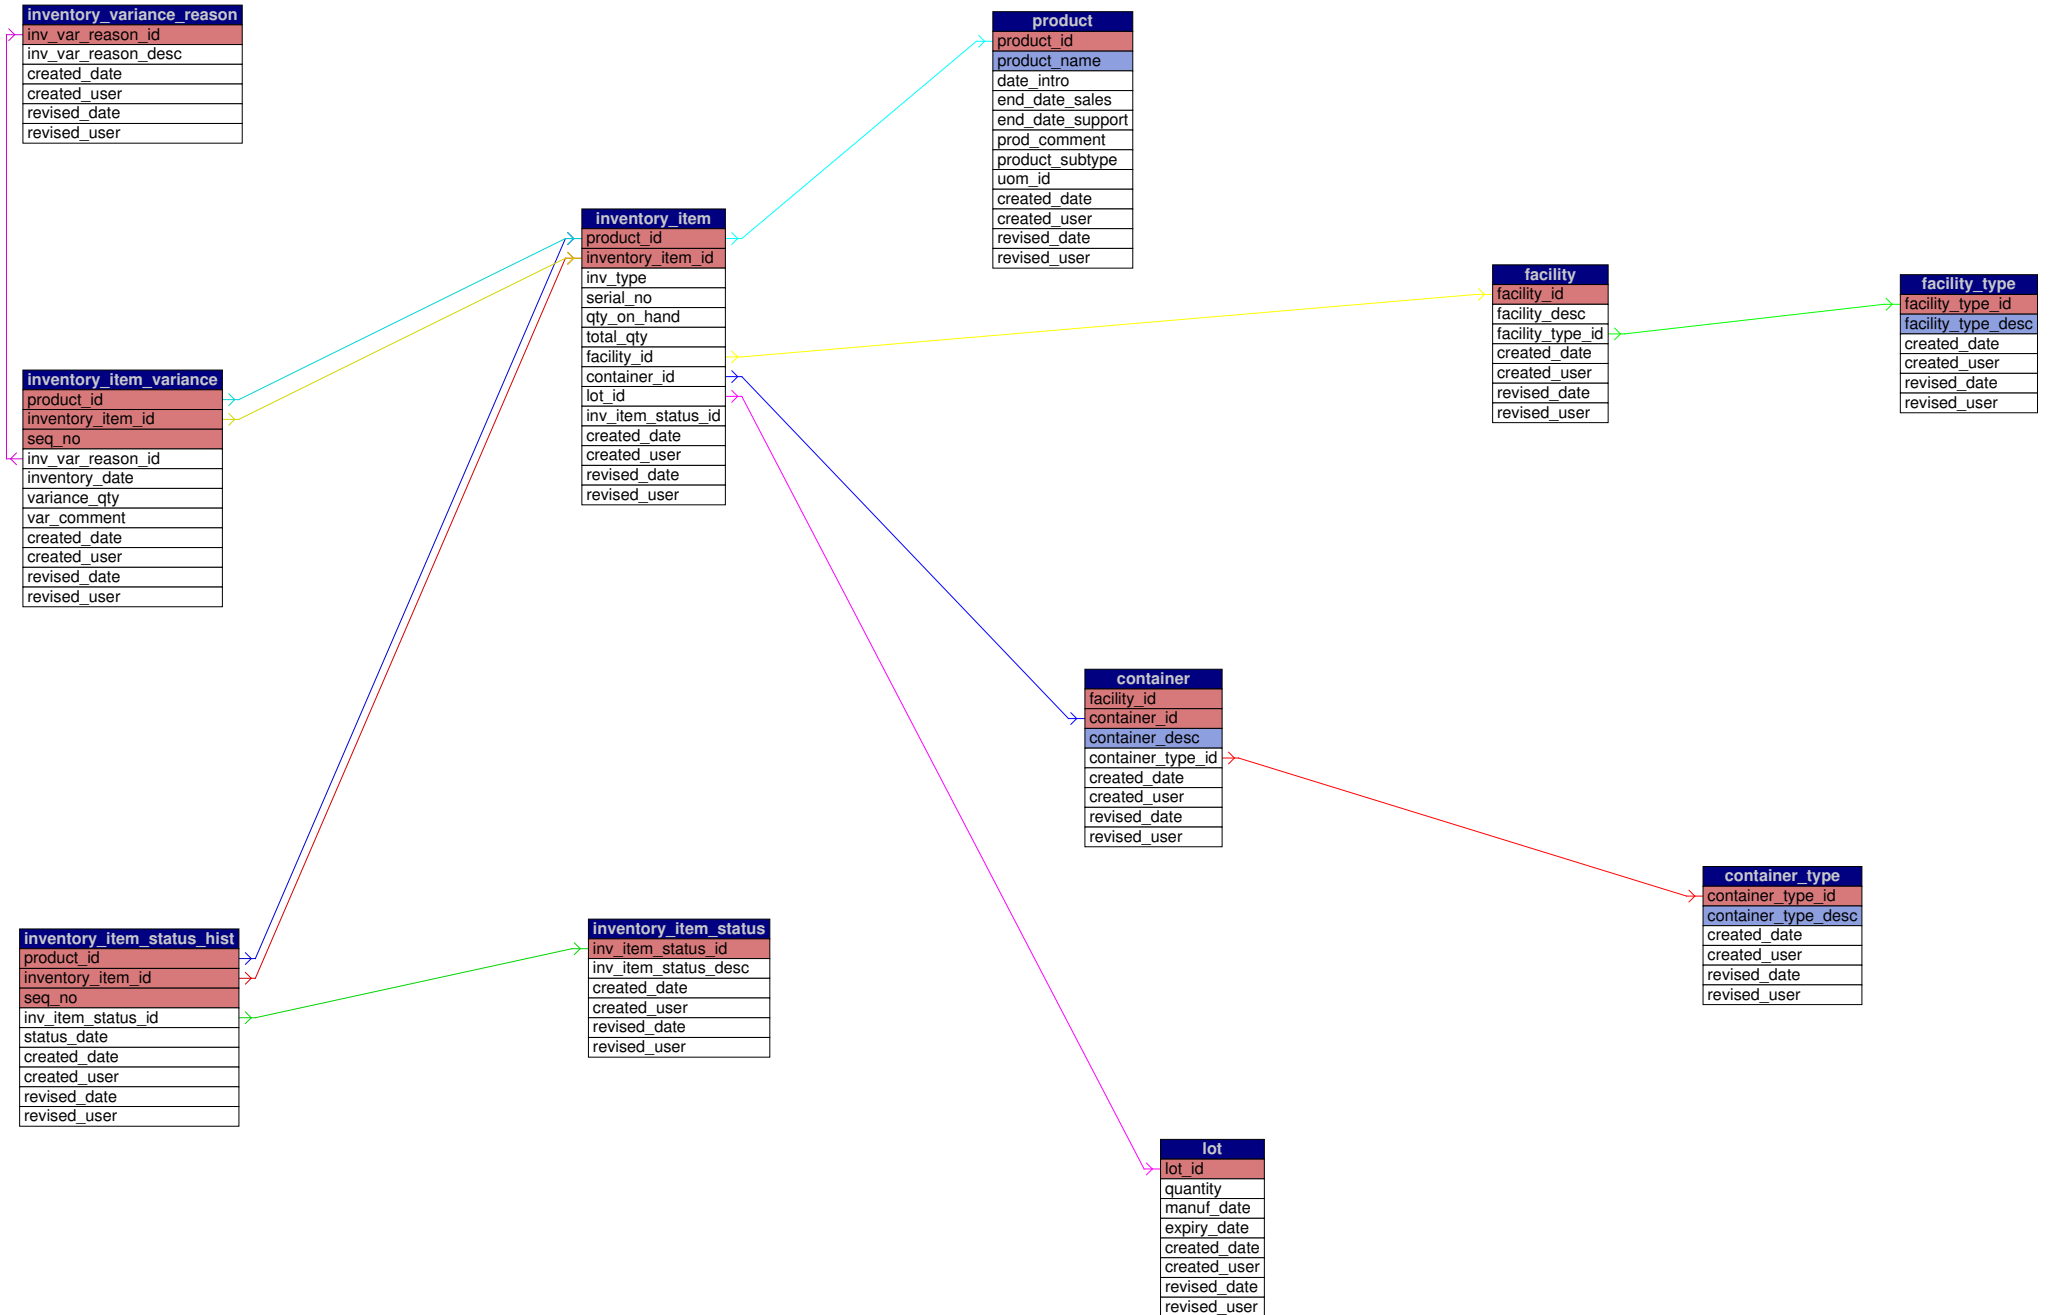 inventory_variance_reason
inv_var_reason_id
inv_var_reason_desc
created_date
created_user
revised_date
revised_user
product
product_id
product_name
date_intro
end_date_sales
end_date_support
prod_comment
product_subtype
uom_id
created_date
created_user
revised_date
revised_user
inventory_item
product_id
inventory_item_id
inv_type
serial_no
qty_on_hand
total_qty
facility_id
container_id
lot_id
inv_item_status_id
created_date
created_user
revised_date
revised_user
facility
facility_id
facility_desc
facility_type_id
created_date
created_user
revised_date
revised_user
facility_type
facility_type_id
facility_type_desc
created_date
created_user
revised_date
revised_user
inventory_item_variance
product_id
inventory_item_id
seq_no
inv_var_reason_id
inventory_date
variance_qty
var_comment
created_date
created_user
revised_date
revised_user
container
facility_id
container_id
container_desc
container_type_id
created_date
created_user
revised_date
revised_user
container_type
container_type_id
container_type_desc
created_date
created_user
revised_date
revised_user
inventory_item_status_hist
product_id
inventory_item_id
seq_no
inv_item_status_id
status_date
created_date
created_user
revised_date
revised_user
inventory_item_status
inv_item_status_id
inv_item_status_desc
created_date
created_user
revised_date
revised_user
lot
lot_id
quantity
manuf_date
expiry_date
created_date
created_user
revised_date
revised_user